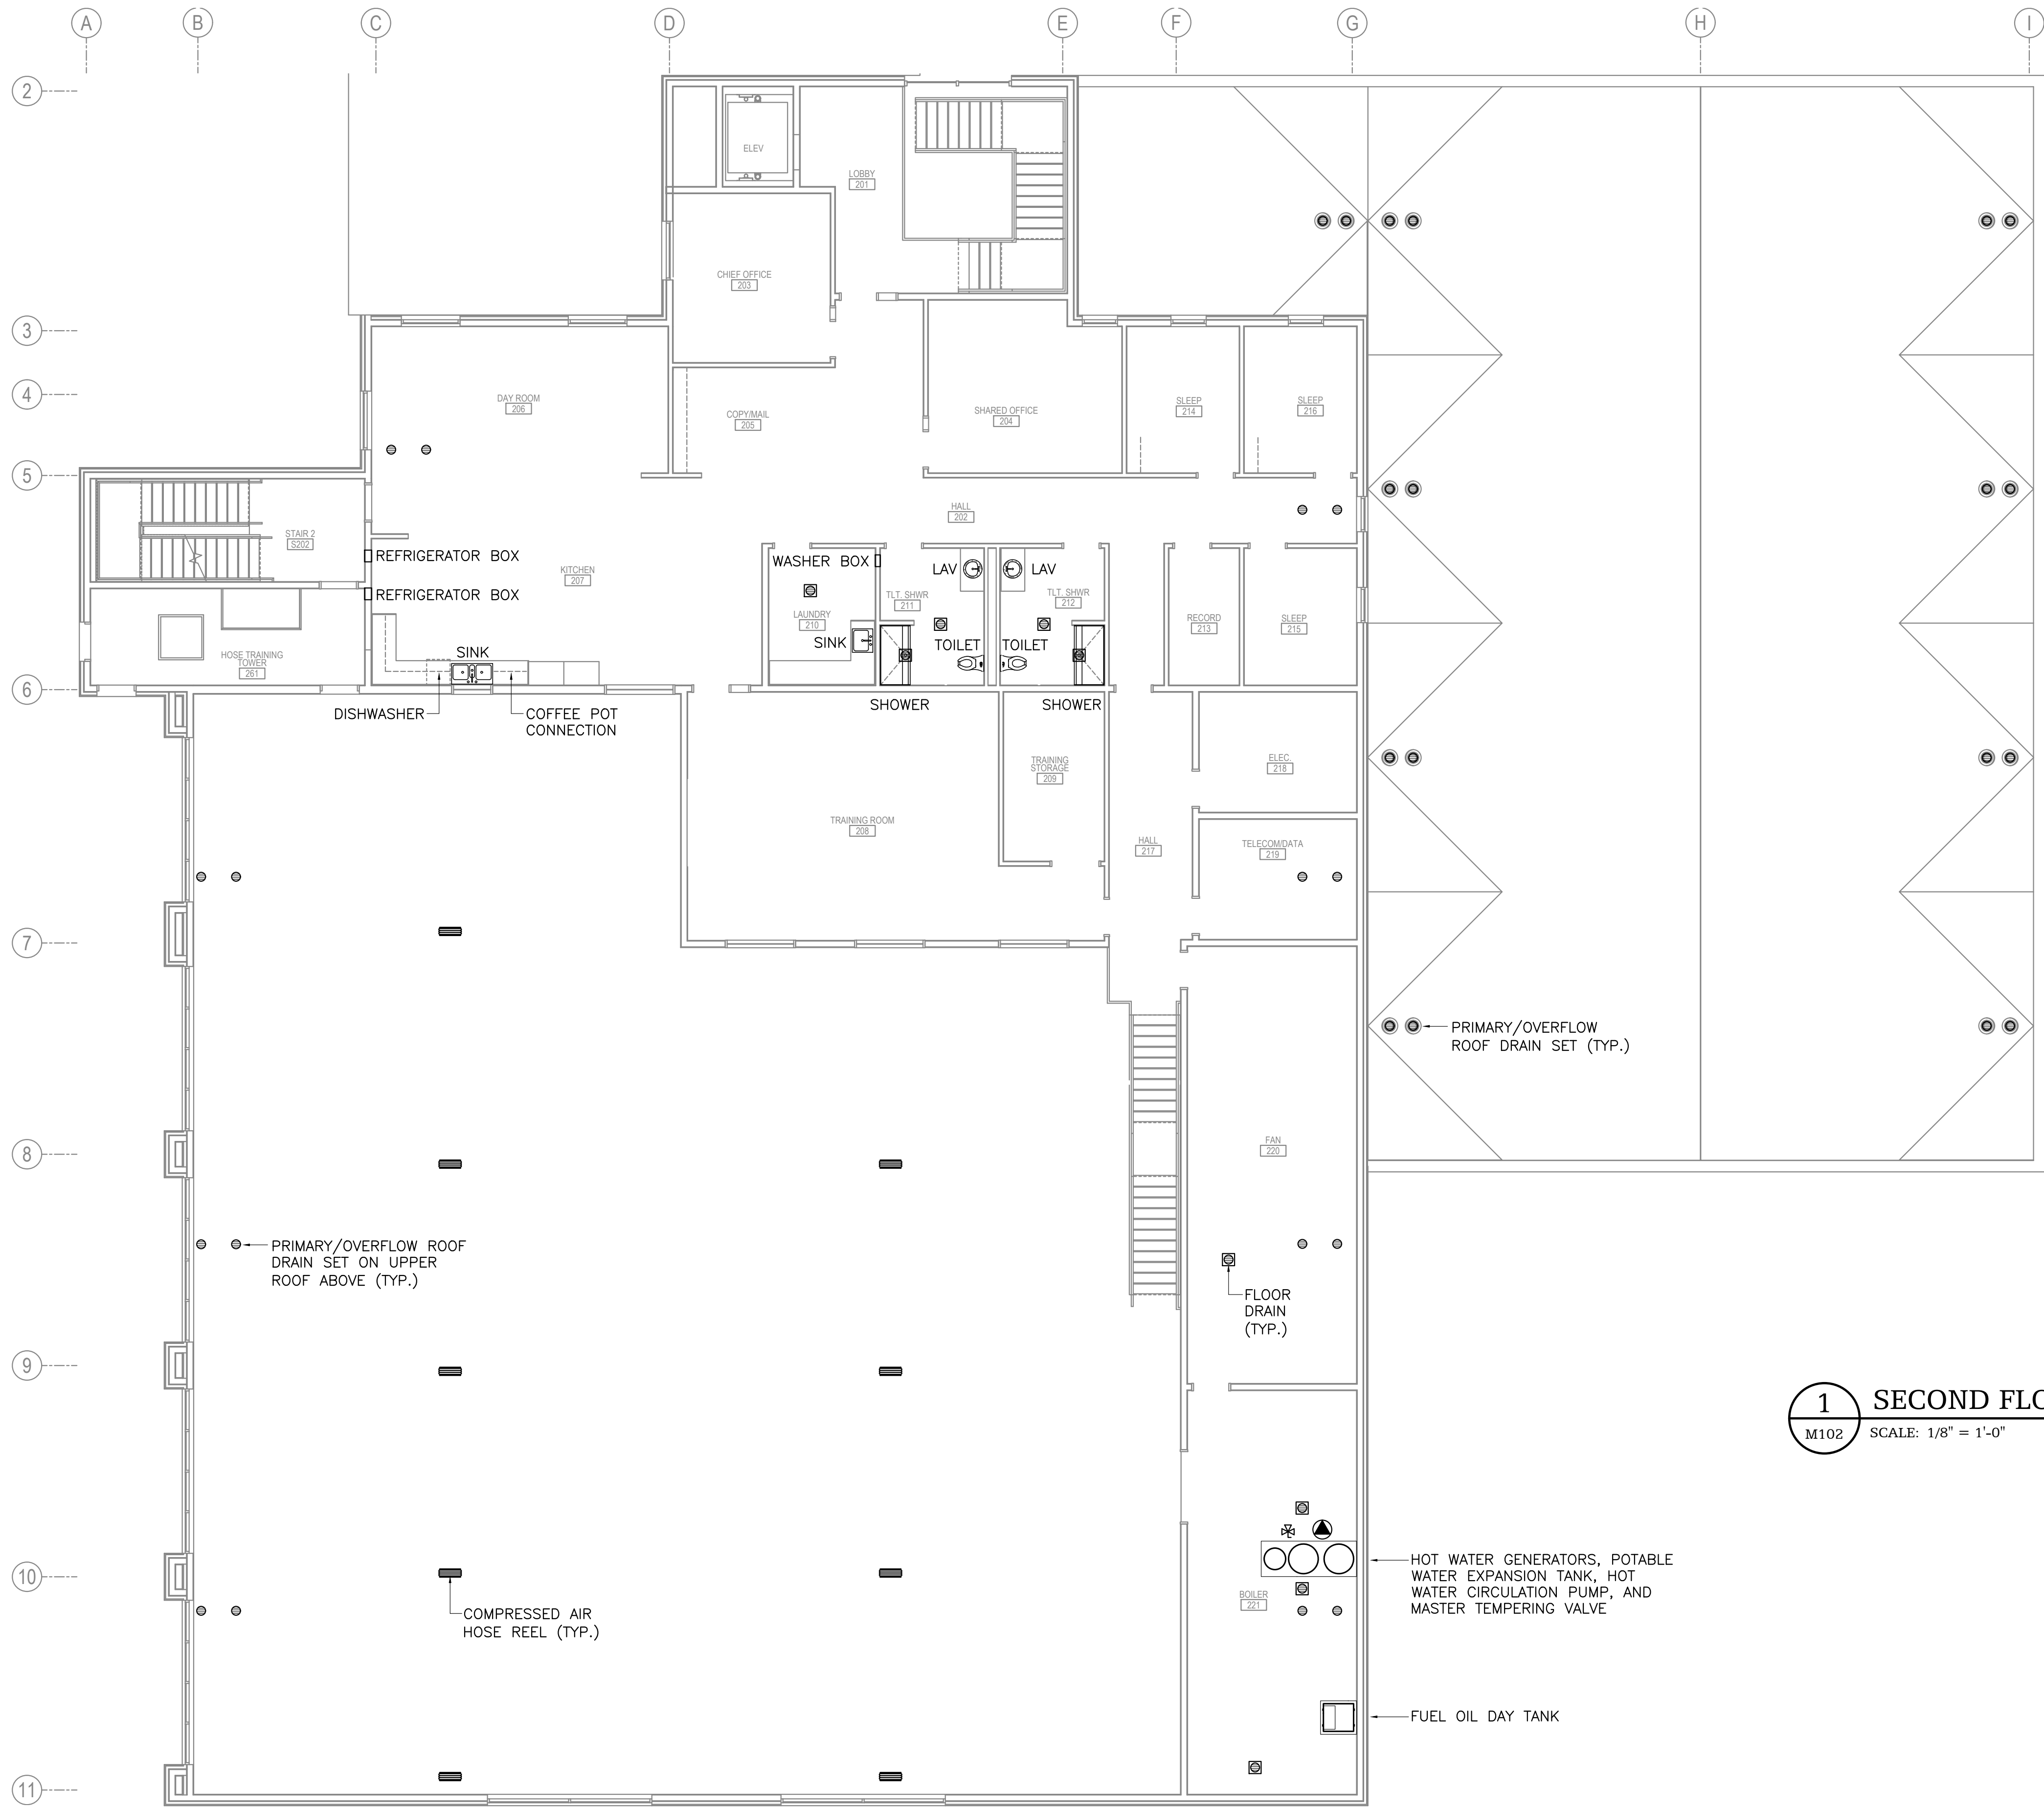 A
B
C
D
E
F
G
H
I
2
3
4
5
6
7
8
9
10
11
ELEV
LOBBY
201
CHIEF OFFICE
203
DAY ROOM
206
COPY/MAIL
205
SHARED OFFICE
204
SLEEP
214
SLEEP
216
STAIR 2
S202
HALL
202
REFRIGERATOR BOX
REFRIGERATOR BOX
KITCHEN
207
WASHER BOX
LAV
LAV
LAUNDRY
210
TLT. SHWR
211
TLT. SHWR
212
RECORD
213
SLEEP
215
SINK
TOILET
TOILET
HOSE TRAINING
TOWER
261
SINK
SHOWER
SHOWER
DISHWASHER
COFFEE POT
CONNECTION
TRAINING
STORAGE
209
ELEC.
218
TRAINING ROOM
208
HALL
217
TELECOM/DATA
219
PRIMARY/OVERFLOW
ROOF DRAIN SET (TYP.)
FAN
220
PRIMARY/OVERFLOW ROOF
DRAIN SET ON UPPER
ROOF ABOVE (TYP.)
FLOOR
DRAIN
(TYP.)
1
M102
SECOND FLO
SCALE: 1/8" = 1'-0"
HOT WATER GENERATORS, POTABLE
WATER EXPANSION TANK, HOT
WATER CIRCULATION PUMP, AND
MASTER TEMPERING VALVE
BOILER
221
COMPRESSED AIR
HOSE REEL (TYP.)
FUEL OIL DAY TANK